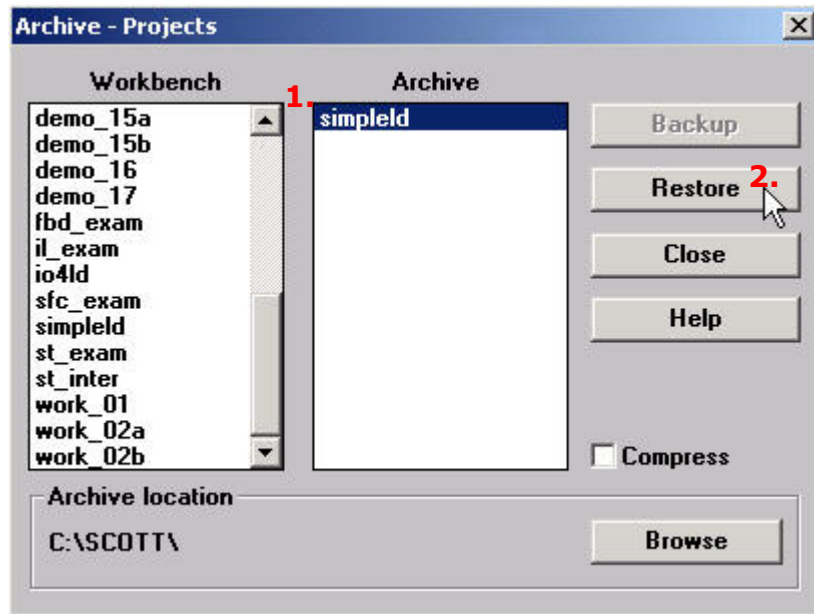 Archive - Projects
Workbench
Archive
1.
demo_15a
demo_15b
demo_16
demo_17
fbd_exam
il_exam
io4ld
sfc_exam
simpleld
st_exam
st_inter
work_01
work_02a
work_02b
simpleld
Backup
Restore
2.
Close
Help
Compress
Archive location
C:\SCOTT\
Browse